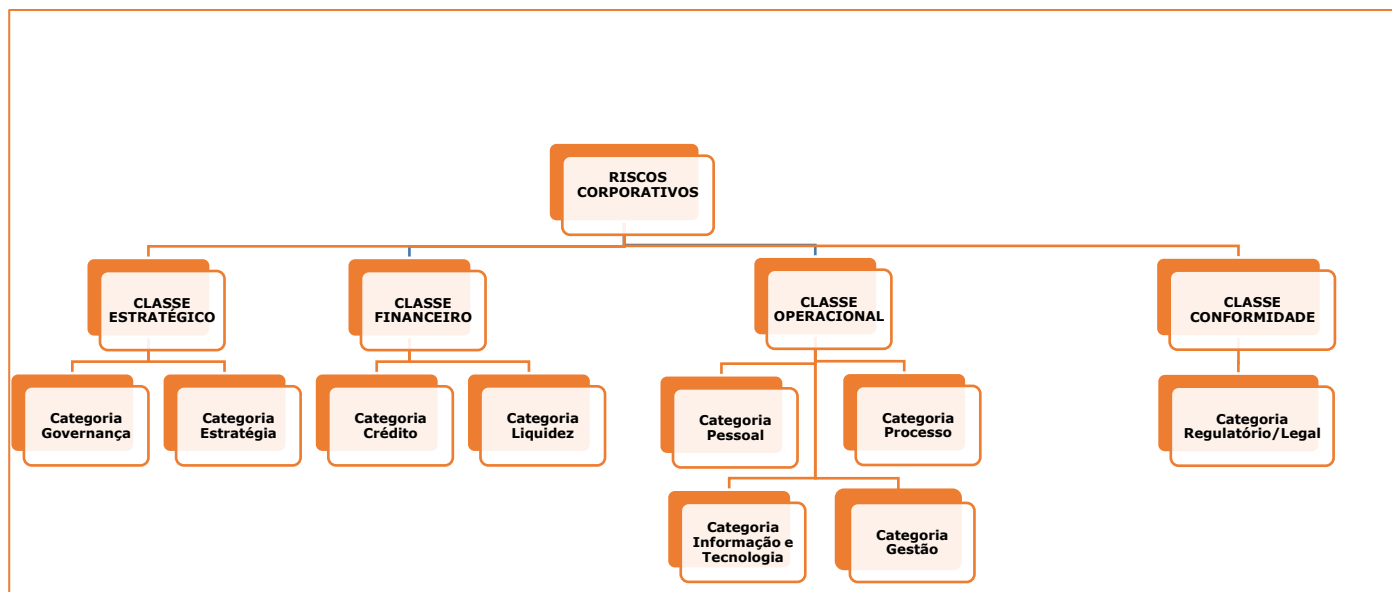 RISCOS
CORPORATIVOS
CLASSE
ESTRATÉGICO
CLASSE
FINANCEIRO
CLASSE
OPERACIONAL
CLASSE
CONFORMIDADE
Categoria
Governança
Categoria
Estratégia
Categoria
Crédito
Categoria
Liquidez
Categoria
Pessoal
Categoria
Processo
Categoria
Regulatório/Legal
Categoria
Informação e
Tecnologia
Categoria
Gestão